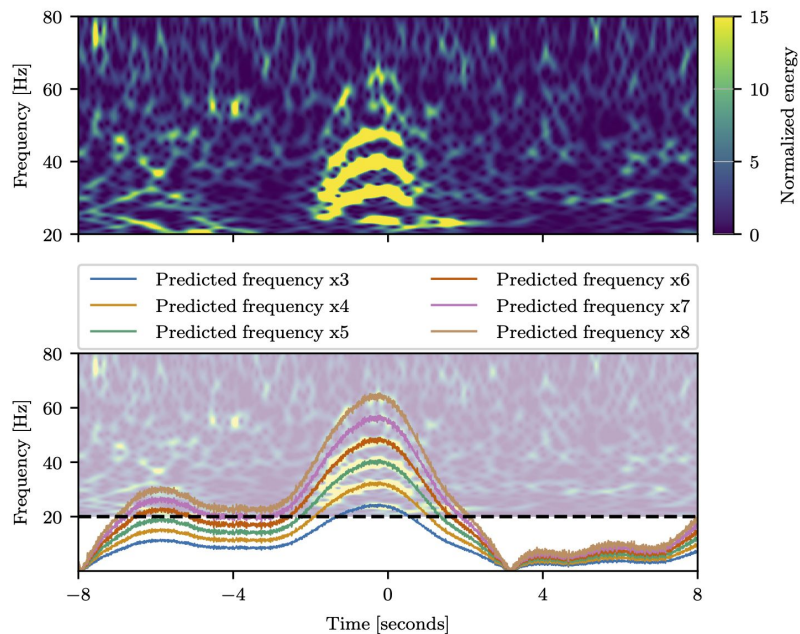 80
60
40
20
Frequency [Hz]
15
10
5
0
Normalized energy
Predicted frequency x3
Predicted frequency x4
Predicted frequency x5
Predicted frequency x6
Predicted frequency x7
Predicted frequency x8
80
60
40
20
Frequency [Hz]
−8 −4 0 4 8
Time [seconds]